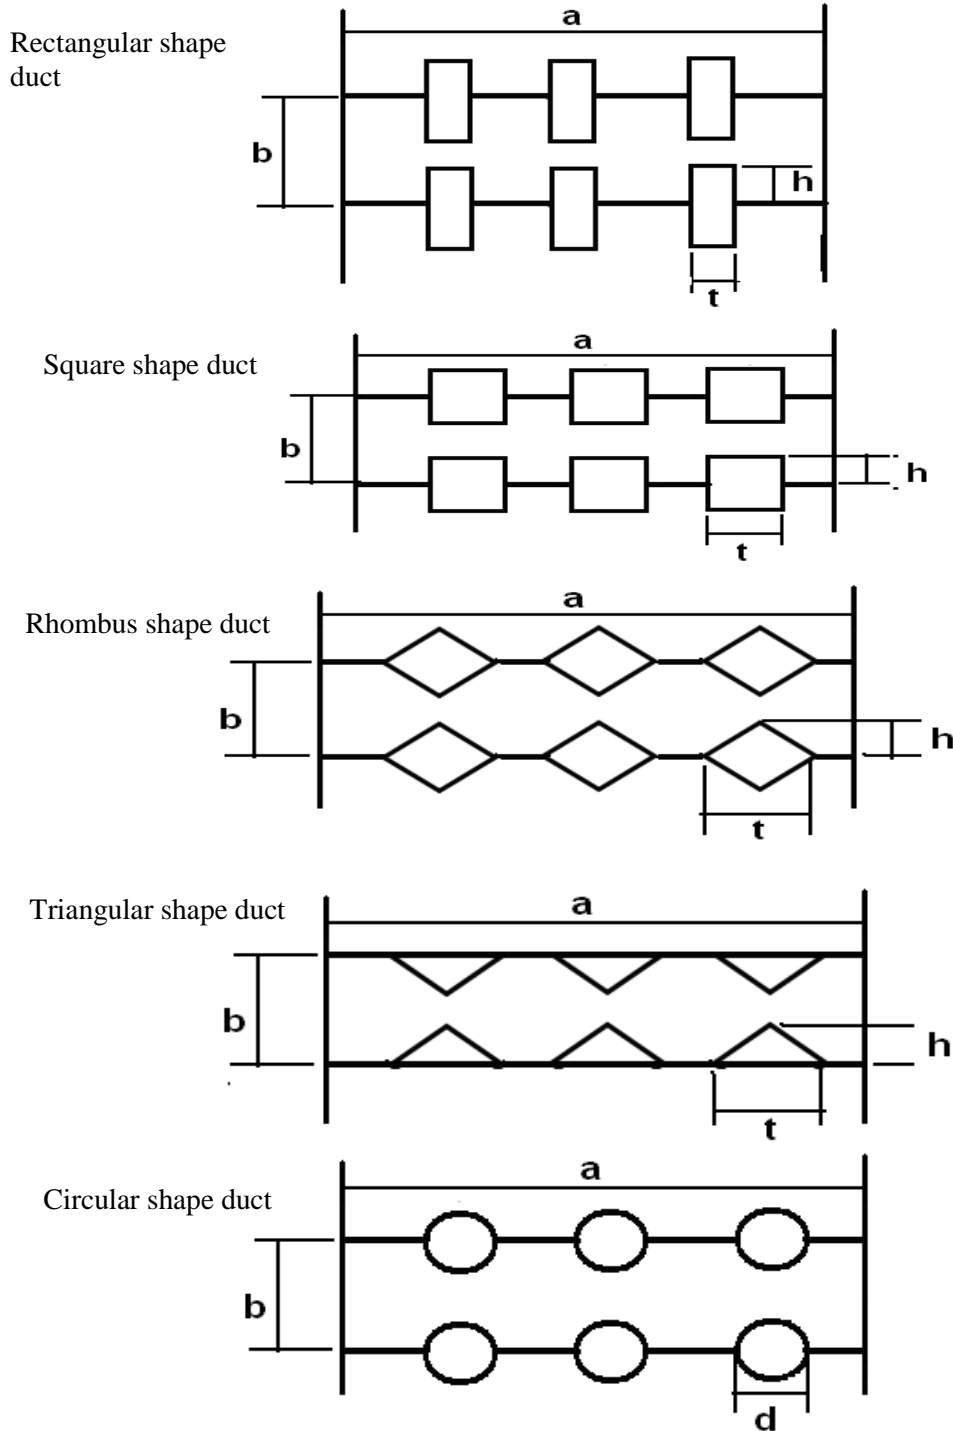 a
Rectangular shape
duct
b
h
t
a
Square shape duct
b
h
t
a
Rhombus shape duct
b
h
t
a
Triangular shape duct
b
h
t
a
Circular shape duct
b
d